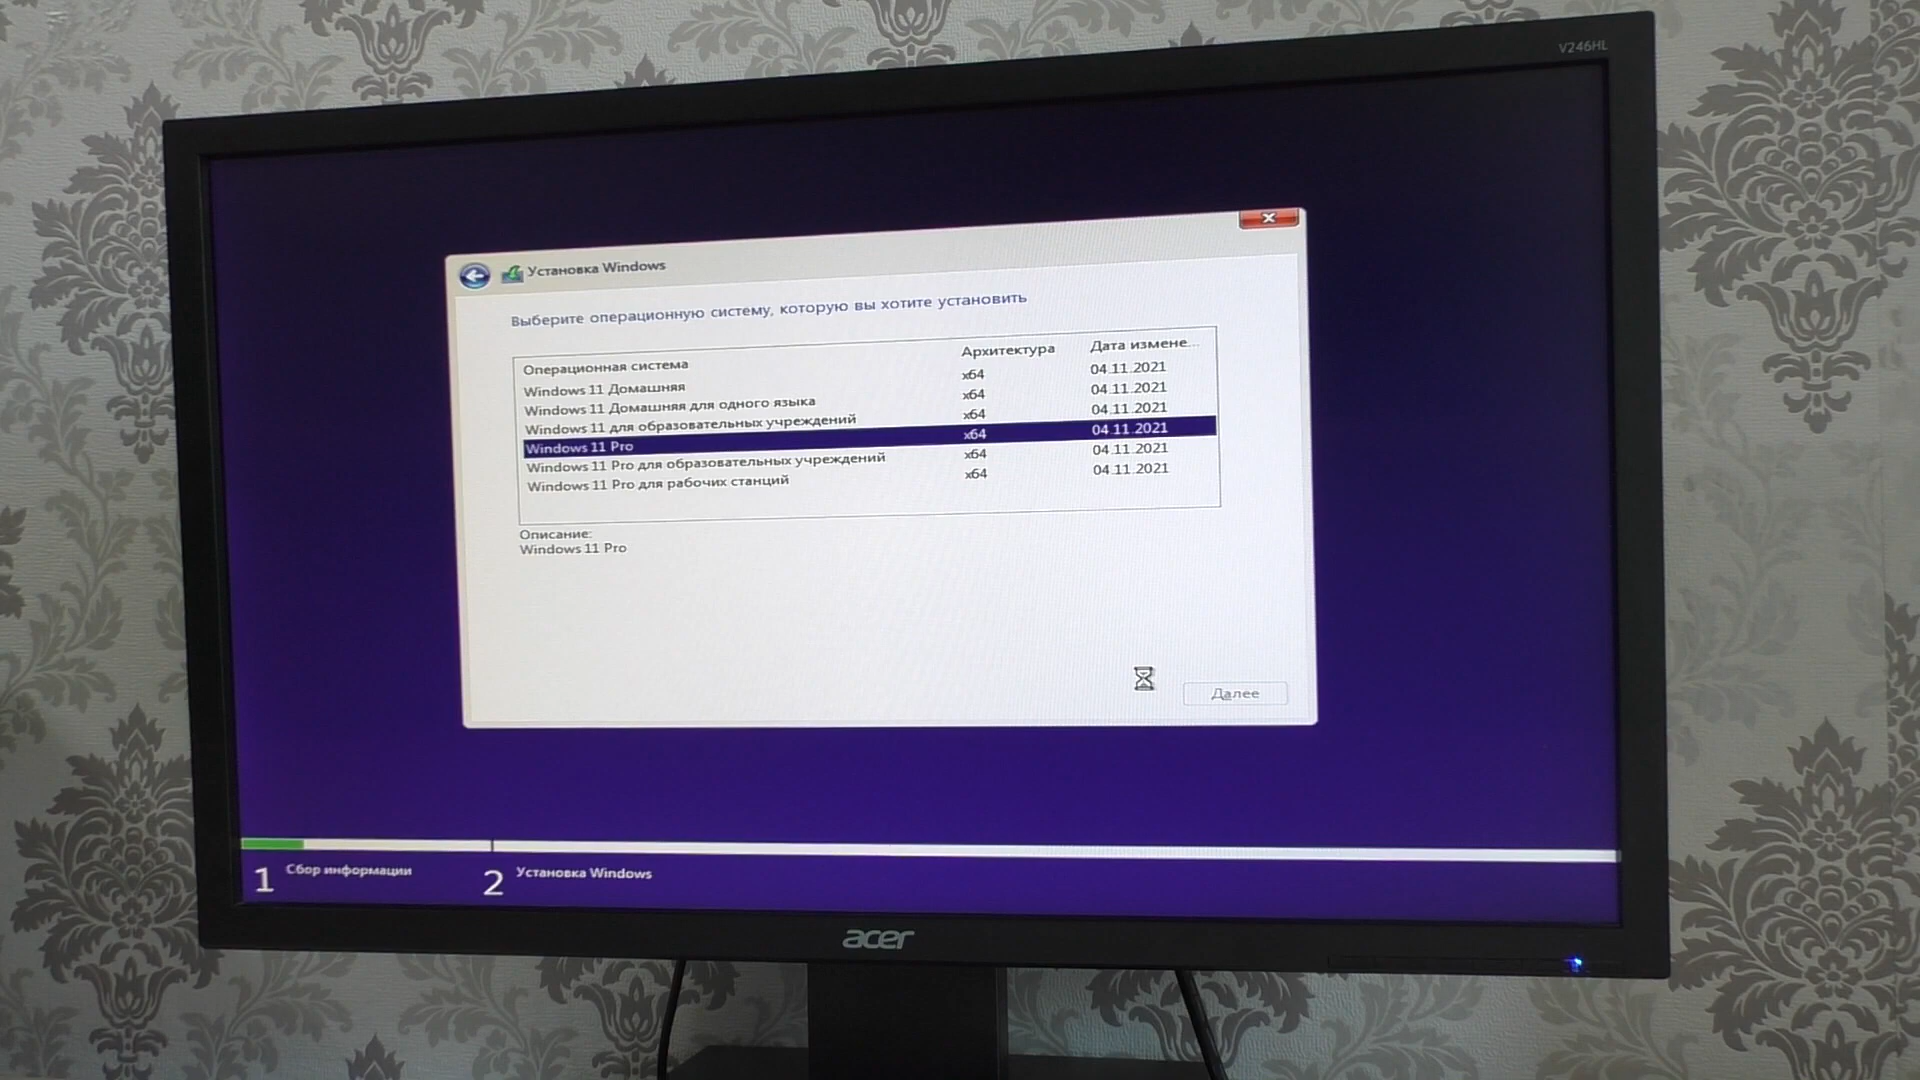 V246HL
Установка Windows
Выберите операционную систему, которую вы хотите установить
Операционная система Архитектура Дата измене...
Windows 11 Домашняя x64 04.11.2021
Windows 11 Домашняя для одного языка x64 04.11.2021
Windows 11 для образовательных учреждений x64 04.11.2021
Windows 11 Pro x64 04.11.2021
Windows 11 Pro для образовательных учреждений x64 04.11.2021
Windows 11 Pro для рабочих станций x64 04.11.2021
Описание:
Windows 11 Pro
Далее
1 Сбор информации 2 Установка Windows
acer